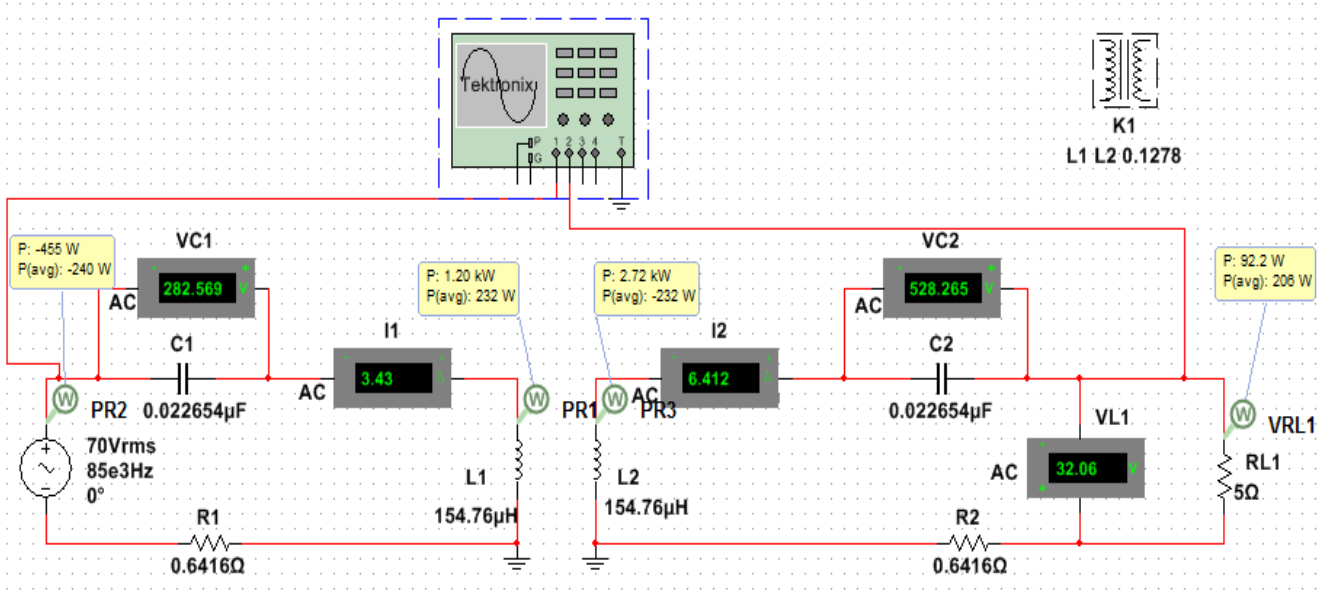 Tektronix
P
G
1 2 3 4
T
K1
L1 L2 0.1278
P: -455 W
P(avg): -240 W
VC1
282.569 V
AC
C1
0.022654µF
I1
3.43
AC
P: 1.20 kW
P(avg): 232 W
P: 2.72 kW
P(avg): -232 W
I2
6.412
AC
VC2
528.265 V
AC
C2
0.022654µF
P: 92.2 W
P(avg): 206 W
W
PR2
W
PR1
W
PR3
W
VRL1
70Vrms
85e3Hz
0°
L1
154.76µH
L2
154.76µH
VL1
AC
32.06 V
RL1
5Ω
R1
0.6416Ω
R2
0.6416Ω